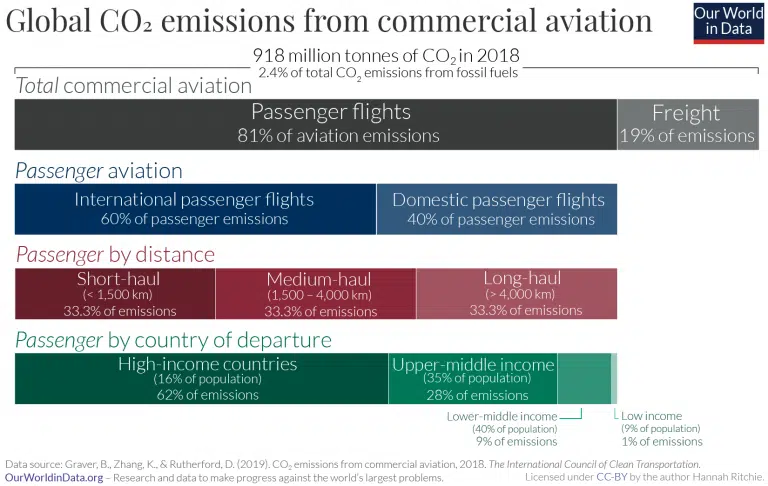 Global CO₂ emissions from commercial aviation
Our World
in Data
918 million tonnes of CO₂ in 2018
2.4% of total CO₂ emissions from fossil fuels
Total commercial aviation
Passenger flights
81% of aviation emissions
Freight
19% of emissions
Passenger aviation
International passenger flights
60% of passenger emissions
Domestic passenger flights
40% of passenger emissions
Passenger by distance
Short-haul
(< 1,500 km)
33.3% of emissions
Medium-haul
(1,500 – 4,000 km)
33.3% of emissions
Long-haul
(> 4,000 km)
33.3% of emissions
Passenger by country of departure
High-income countries
(16% of population)
62% of emissions
Upper-middle income
(35% of population)
28% of emissions
Lower-middle income
(40% of population)
9% of emissions
Low income
(9% of population)
1% of emissions
Data source: Graver, B., Zhang, K., & Rutherford, D. (2019). CO₂ emissions from commercial aviation, 2018. The International Council of Clean Transportation.
OurWorldinData.org – Research and data to make progress against the world's largest problems.
Licensed under CC-BY by the author Hannah Ritchie.